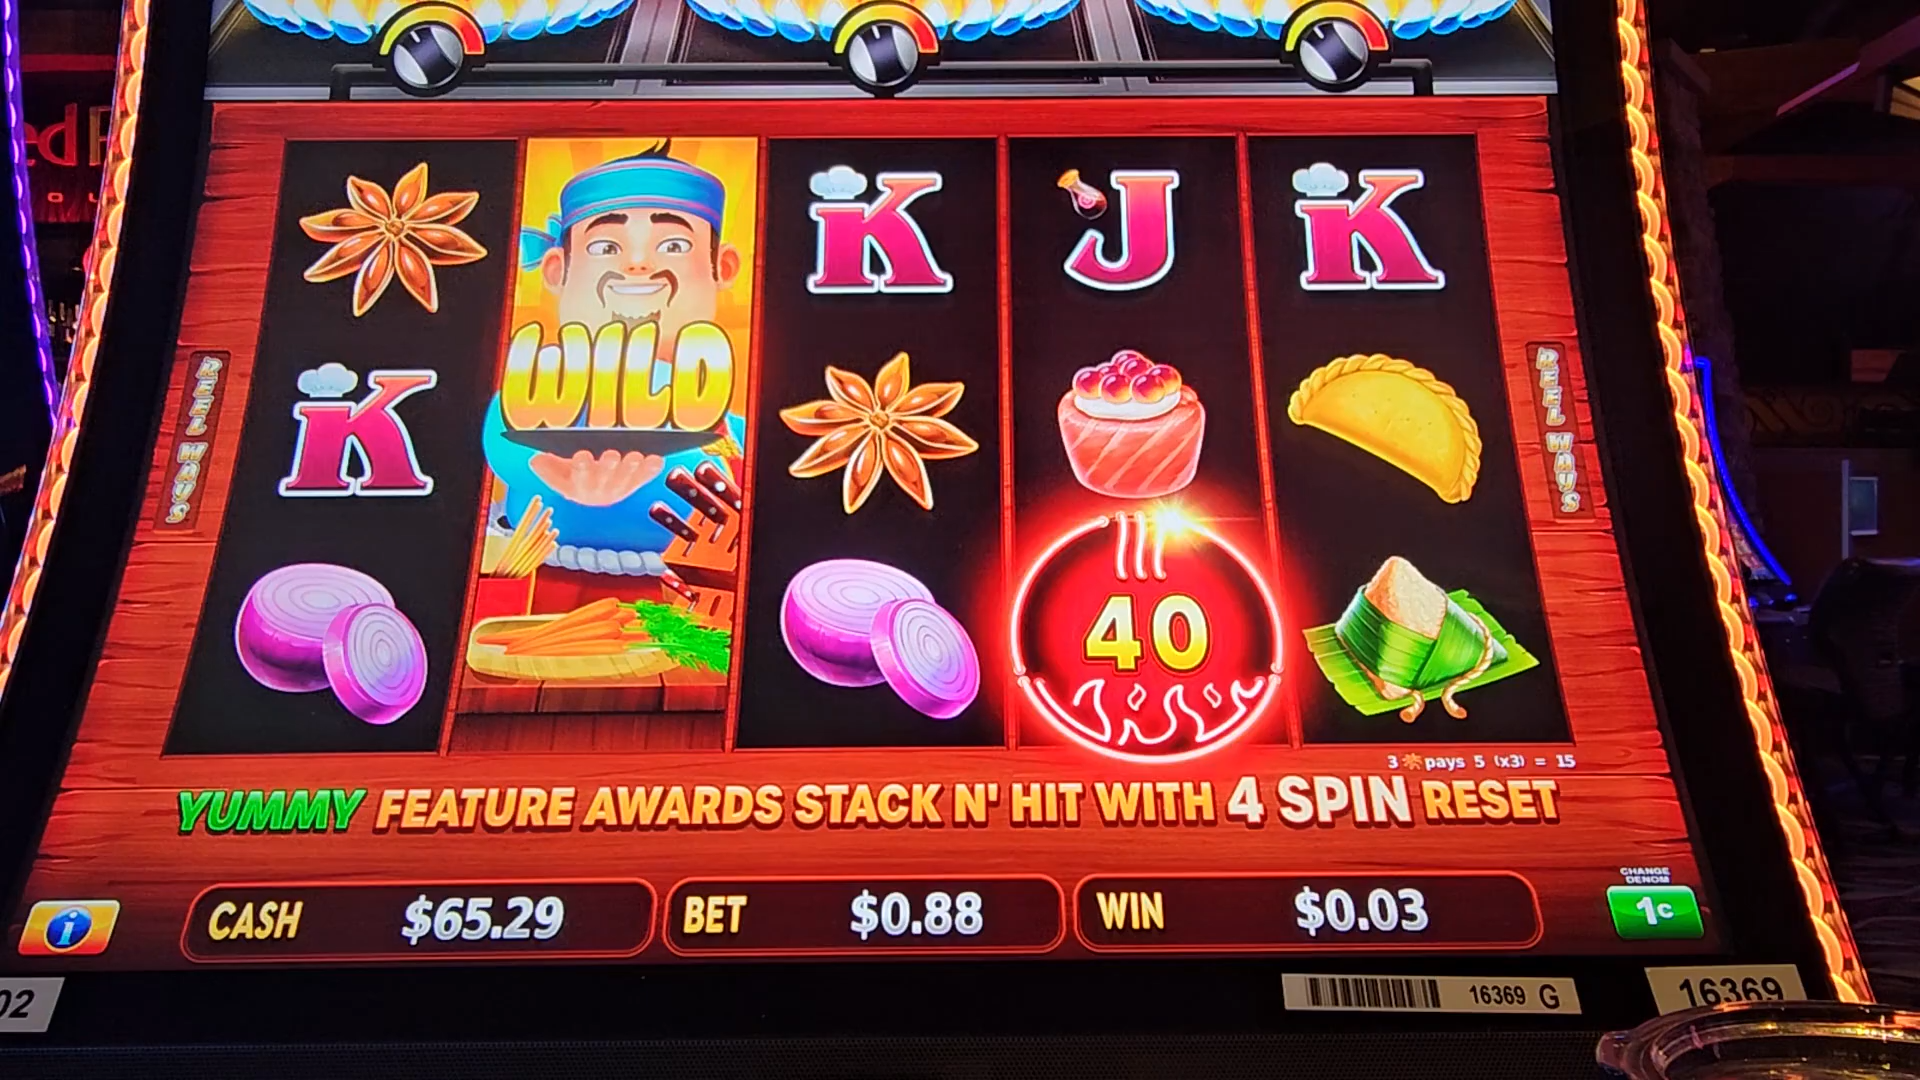 K
J
K
WILD
K
REEL WAYS
REEL WAYS
40
3 pays 5 (x3) = 15
YUMMY FEATURE AWARDS STACK N' HIT WITH 4 SPIN RESET
CHANGE
DENOM
CASH $65.29
BET $0.88
WIN $0.03
1¢
i
02
16369 G
16369